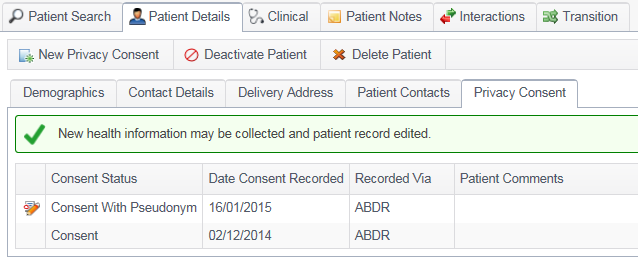 Patient Search Patient Details Clinical Patient Notes Interactions Transition
New Privacy Consent Deactivate Patient Delete Patient
Demographics Contact Details Delivery Address Patient Contacts Privacy Consent
New health information may be collected and patient record edited.
Consent Status Date Consent Recorded Recorded Via Patient Comments
Consent With Pseudonym 16/01/2015 ABDR
Consent 02/12/2014 ABDR